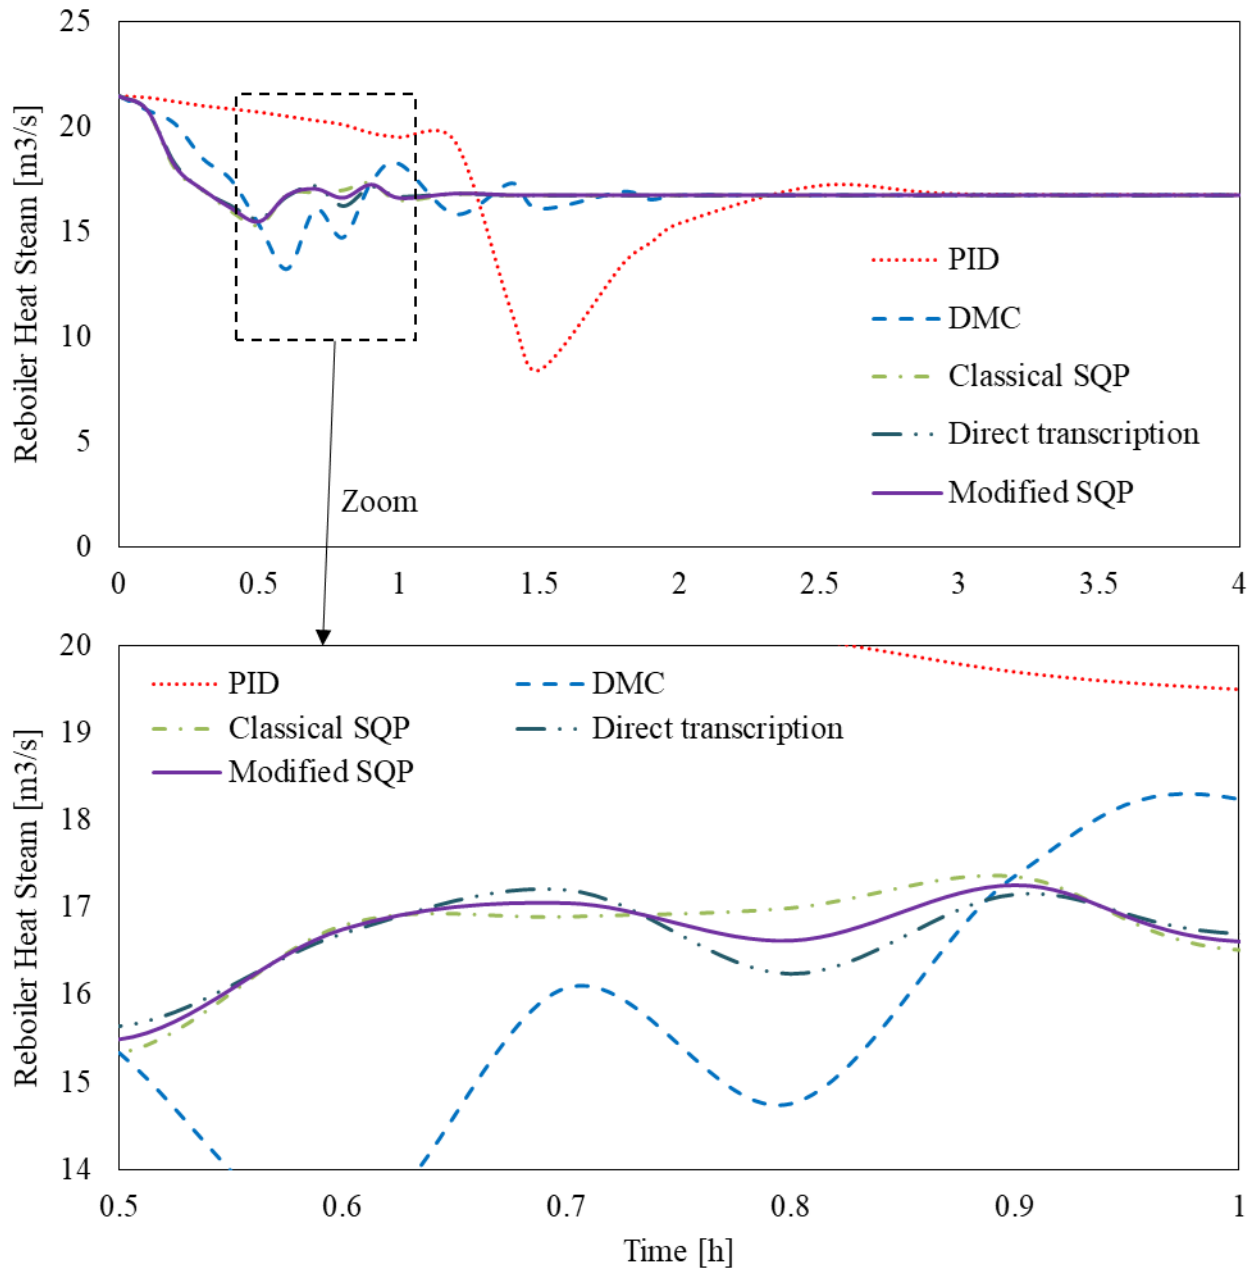 Reboiler Heat Steam [m3/s]
25
20
15
10
5
0
PID
DMC
Classical SQP
Direct transcription
Modified SQP
Zoom
0 0.5 1 1.5 2 2.5 3 3.5 4
Reboiler Heat Steam [m3/s]
20
19
18
17
16
15
14
PID DMC
Classical SQP Direct transcription
Modified SQP
0.5 0.6 0.7 0.8 0.9 1
Time [h]